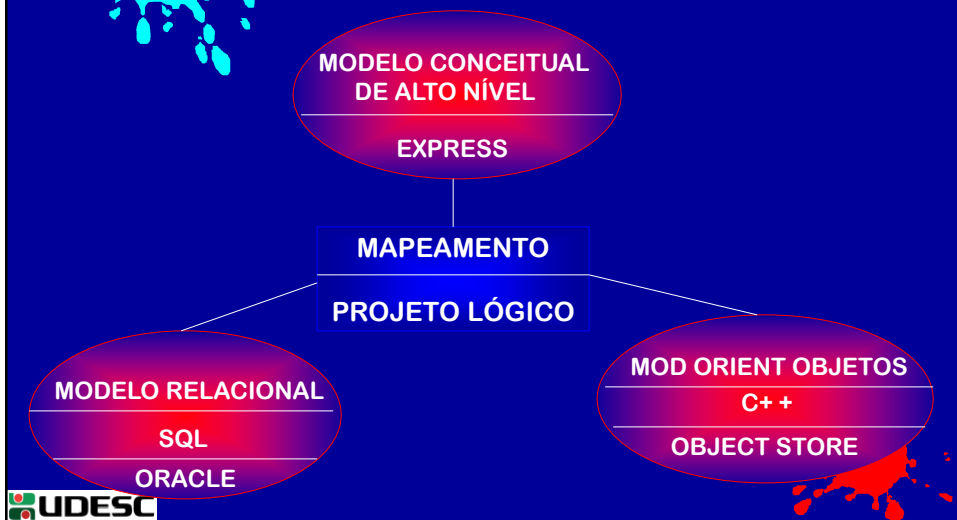 MODELO CONCEITUAL
DE ALTO NÍVEL
EXPRESS
MAPEAMENTO
PROJETO LÓGICO
MODELO RELACIONAL
SQL
ORACLE
MOD ORIENT OBJETOS
C+ +
OBJECT STORE
UDESC